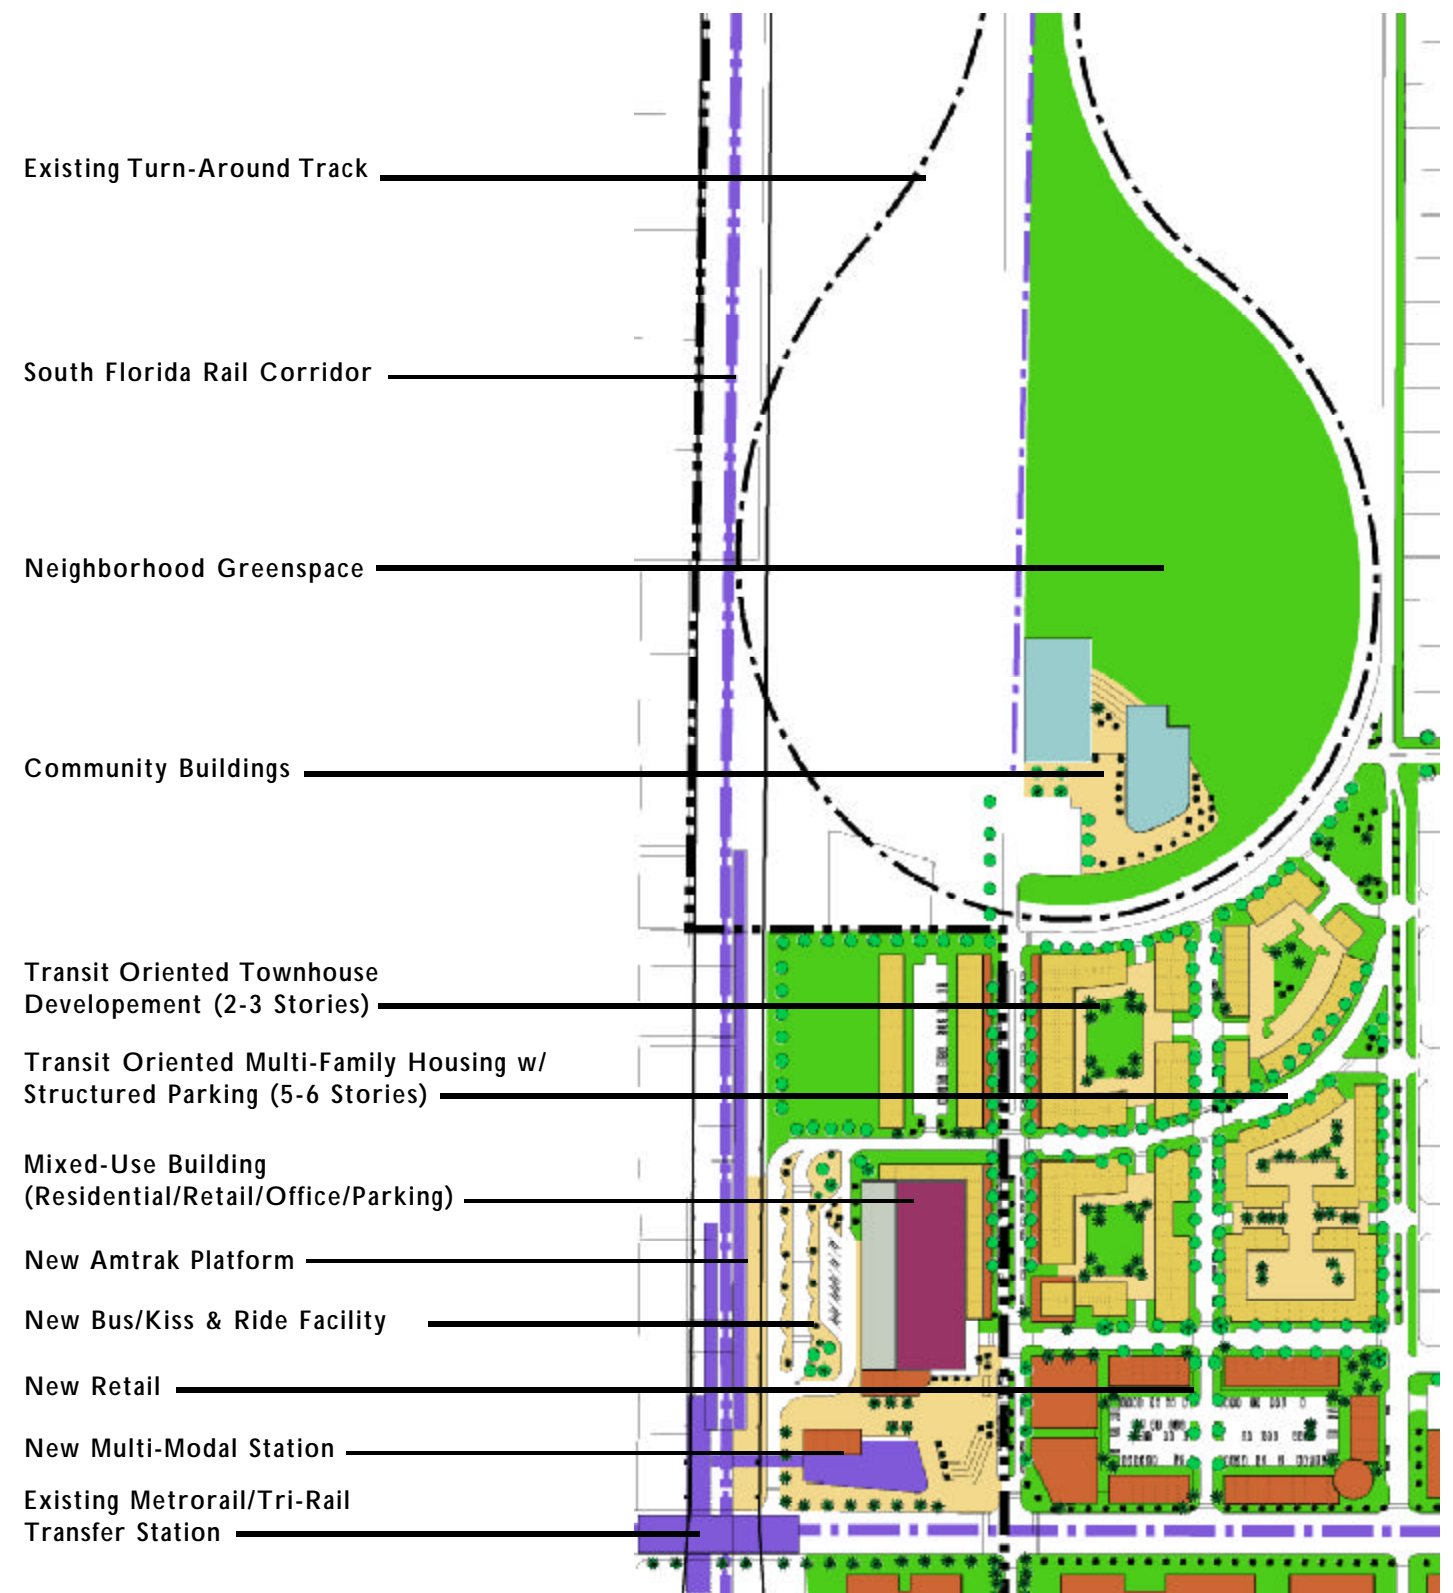 Existing Turn-Around Track
South Florida Rail Corridor
Neighborhood Greenspace
Community Buildings
Transit Oriented Townhouse
Developement (2-3 Stories)
Transit Oriented Multi-Family Housing w/
Structured Parking (5-6 Stories)
Mixed-Use Building
(Residential/Retail/Office/Parking)
New Amtrak Platform
New Bus/Kiss & Ride Facility
New Retail
New Multi-Modal Station
Existing Metrorail/Tri-Rail
Transfer Station